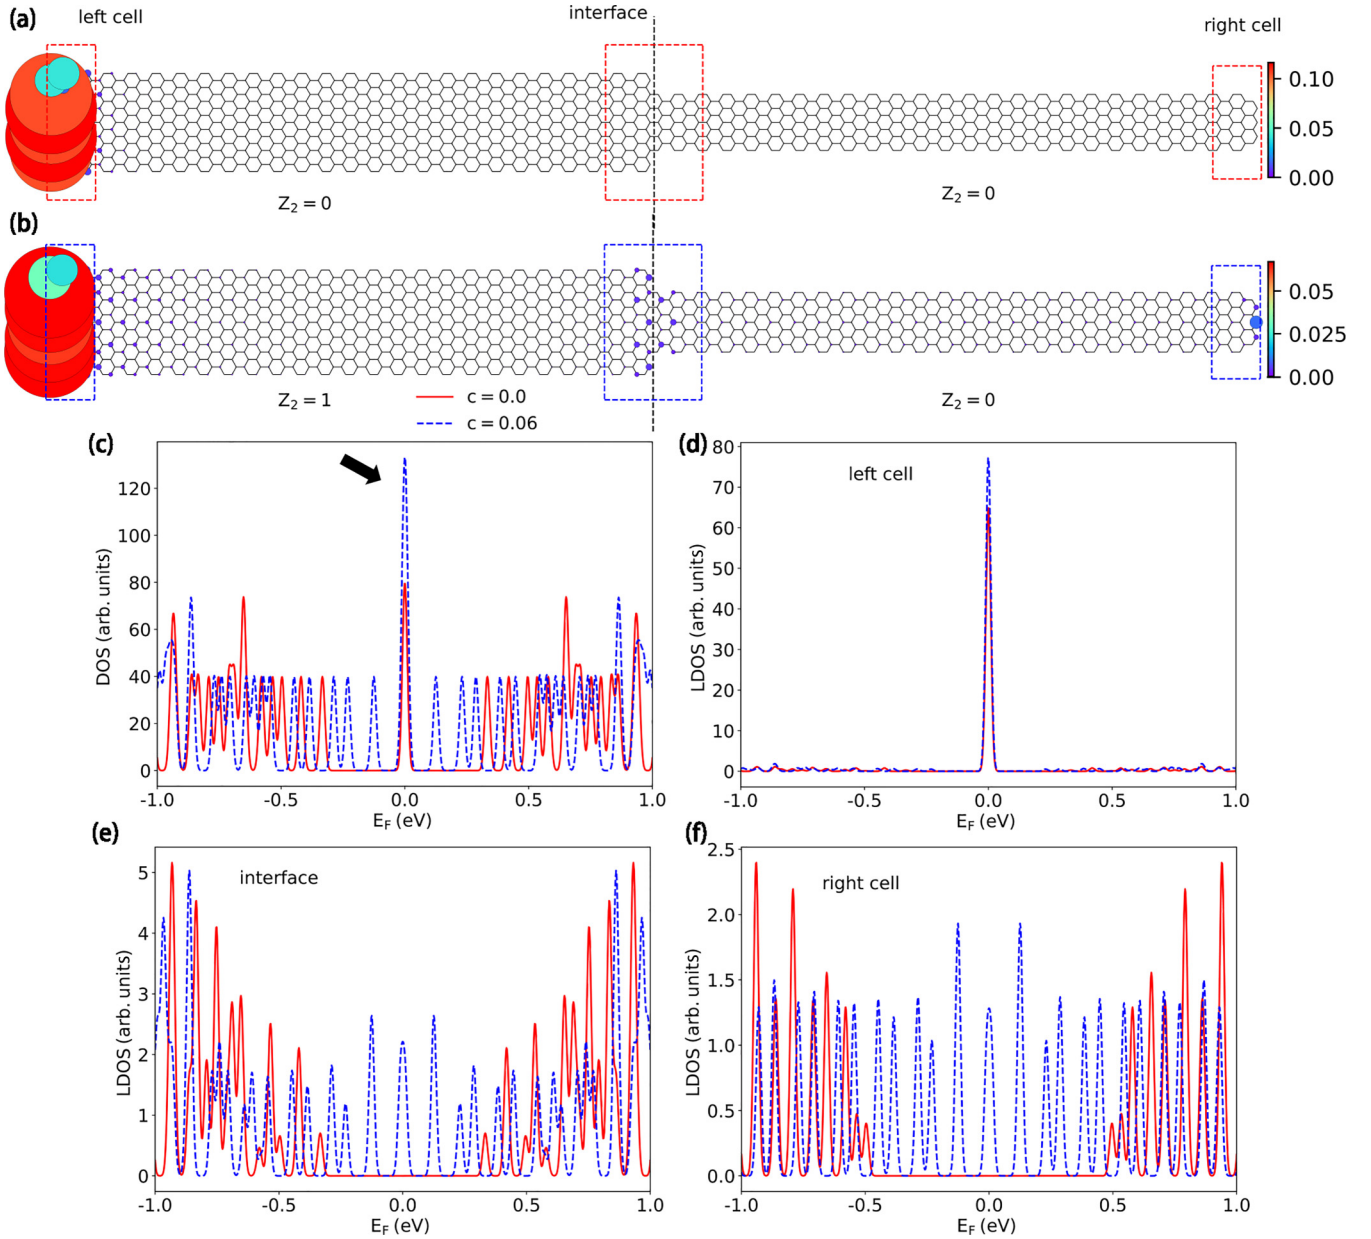 (a)
left cell
interface
right cell
0.10
0.05
0.00
Z2 = 0
Z2 = 0
(b)
0.05
0.025
0.00
Z2 = 1
Z2 = 0
c = 0.0
c = 0.06
(c)
DOS (arb. units)
120
100
80
60
40
20
0
-1.0 -0.5 0.0 0.5 1.0
EF (eV)
(d)
left cell
LDOS (arb. units)
80
70
60
50
40
30
20
10
0
-1.0 -0.5 0.0 0.5 1.0
EF (eV)
(e)
interface
LDOS (arb. units)
5
4
3
2
1
0
-1.0 -0.5 0.0 0.5 1.0
EF (eV)
(f)
right cell
LDOS (arb. units)
2.5
2.0
1.5
1.0
0.5
0.0
-1.0 -0.5 0.0 0.5 1.0
EF (eV)